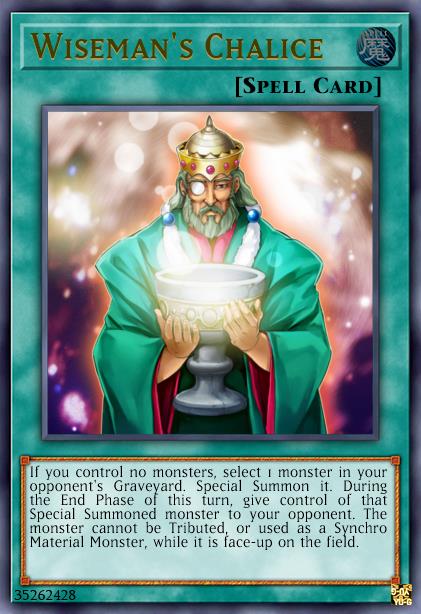 Wiseman's Chalice
魔
[Spell Card]
If you control no monsters, select 1 monster in your
opponent's Graveyard. Special Summon it. During
the End Phase of this turn, give control of that
Special Summoned monster to your opponent. The
monster cannot be Tributed, or used as a Synchro
Material Monster, while it is face-up on the field.
35262428